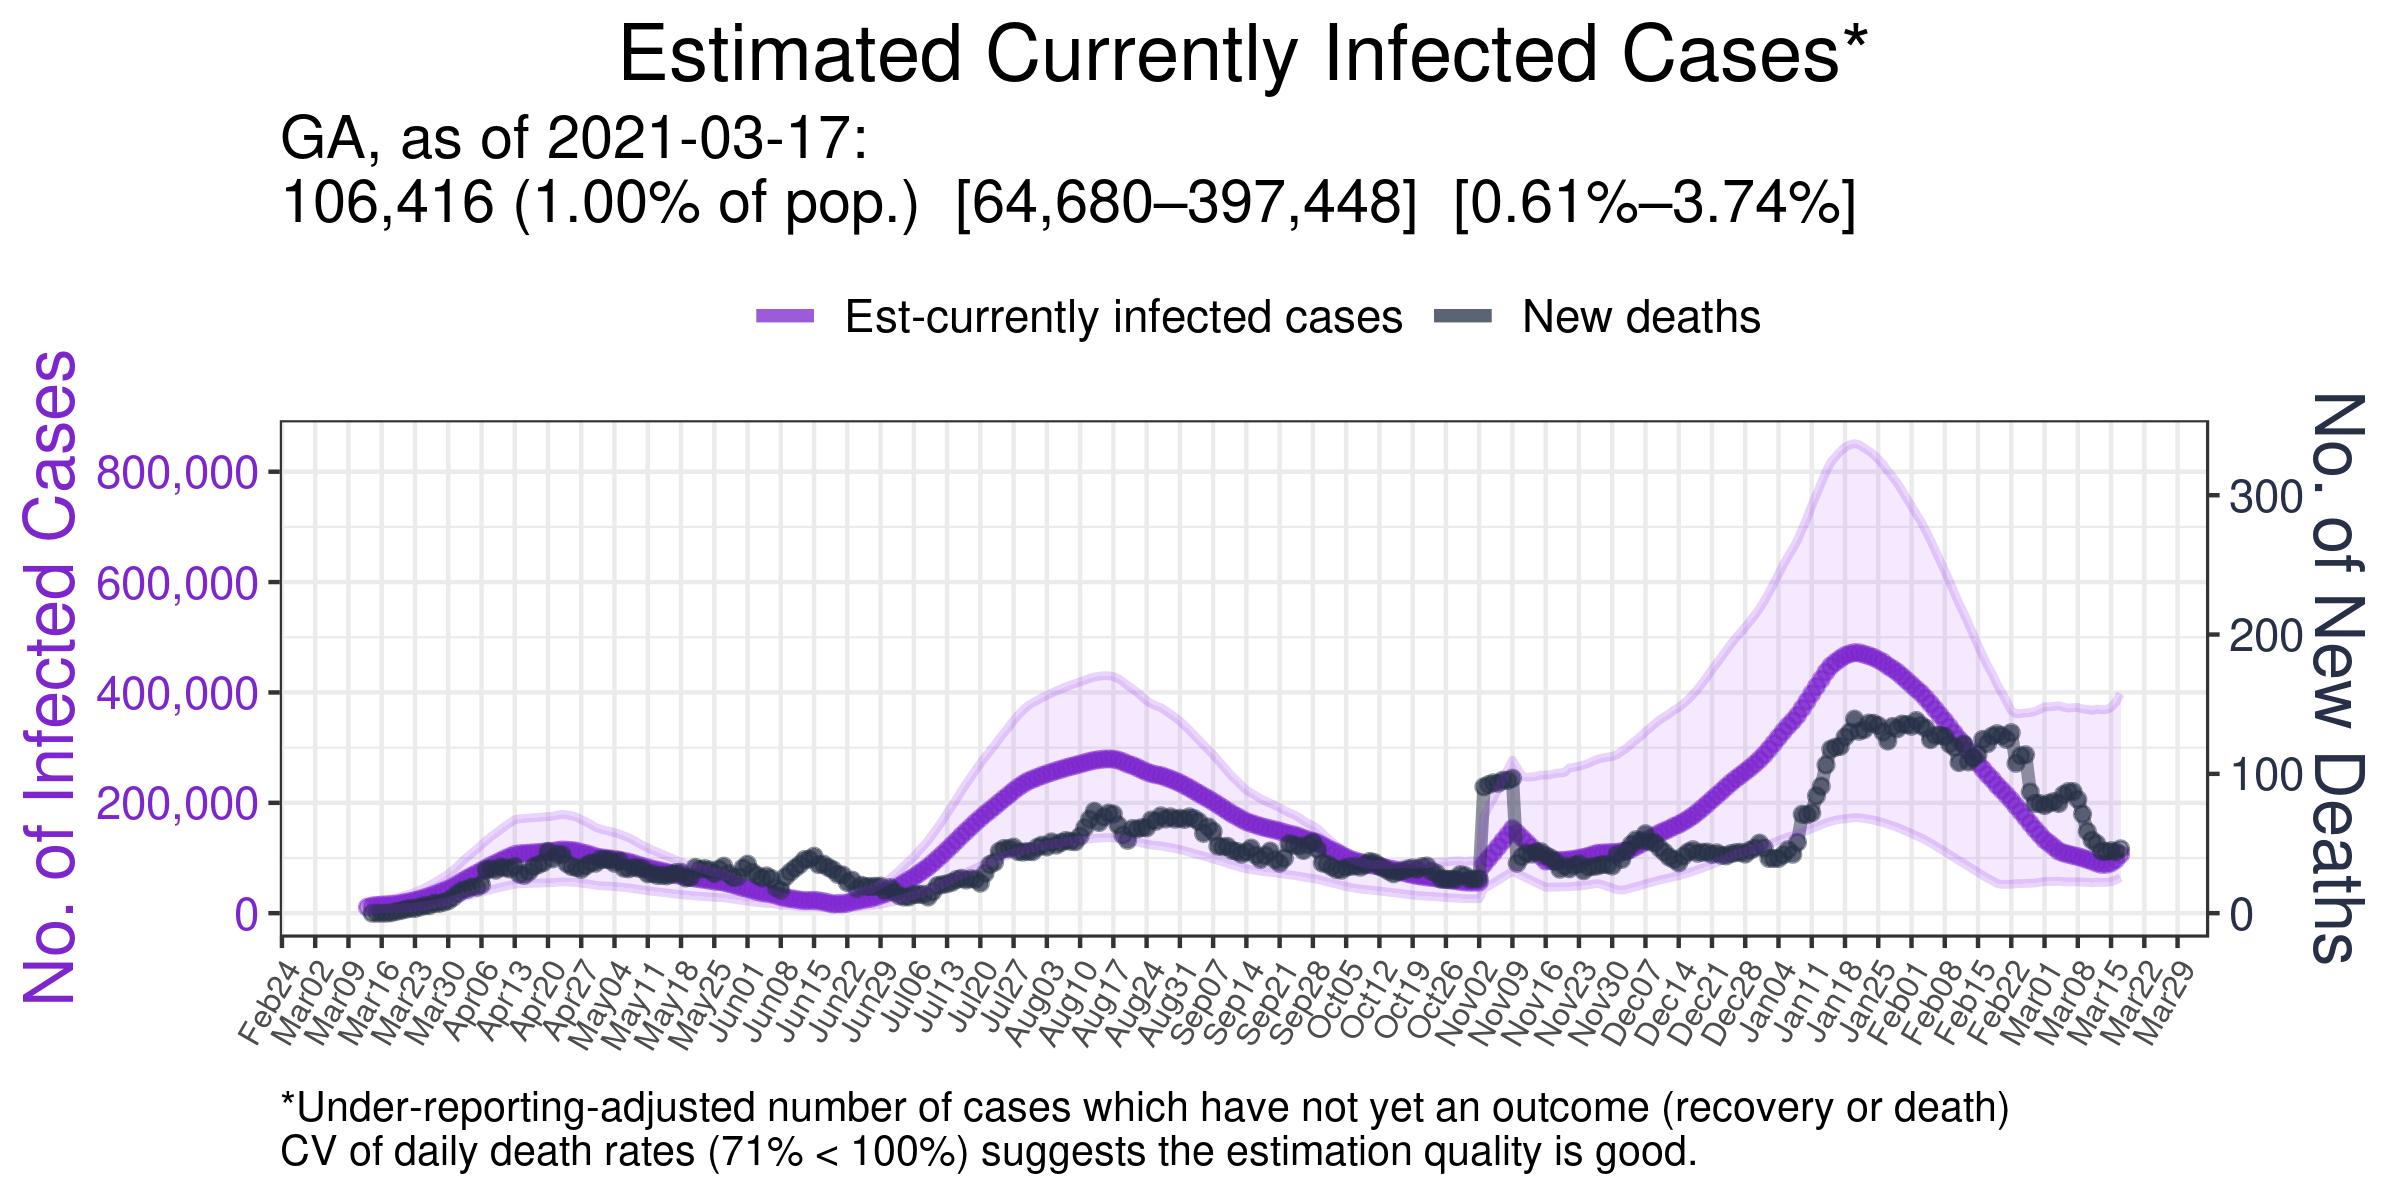 Estimated Currently Infected Cases*
GA, as of 2021-03-17:
106,416 (1.00% of pop.) [64,680–397,448] [0.61%–3.74%]
Est-currently infected cases
New deaths
No. of Infected Cases
800,000
600,000
400,000
200,000
0
300
200
100
0
No. of New Deaths
Feb24
Mar02
Mar09
Mar16
Mar23
Mar30
Apr06
Apr13
Apr20
Apr27
May04
May11
May18
May25
Jun01
Jun08
Jun15
Jun22
Jun29
Jul06
Jul13
Jul20
Jul27
Aug03
Aug10
Aug17
Aug24
Aug31
Sep07
Sep14
Sep21
Sep28
Oct05
Oct12
Oct19
Oct26
Nov02
Nov09
Nov16
Nov23
Nov30
Dec07
Dec14
Dec21
Dec28
Jan04
Jan11
Jan18
Jan25
Feb01
Feb08
Feb15
Feb22
Mar01
Mar08
Mar15
Mar22
Mar29
*Under-reporting-adjusted number of cases which have not yet an outcome (recovery or death)
CV of daily death rates (71% < 100%) suggests the estimation quality is good.